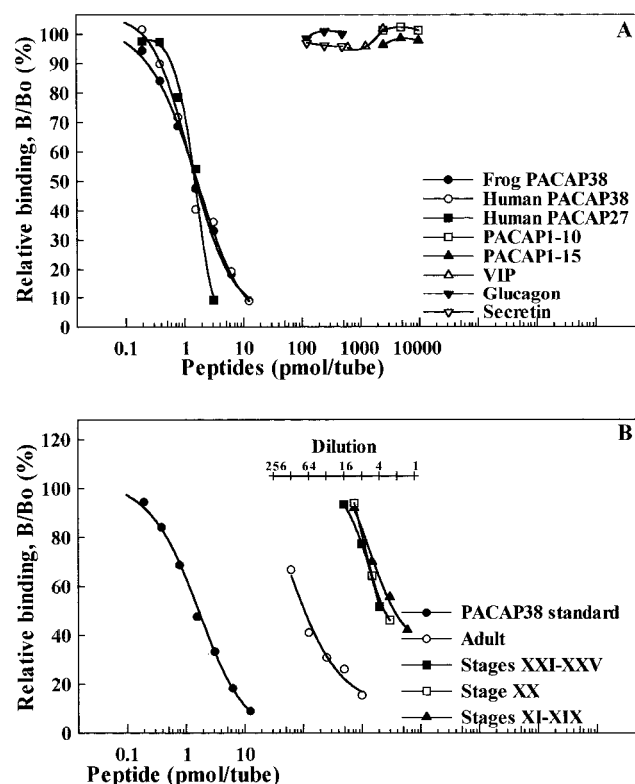 A
Relative binding, B/Bo (%)
100
90
80
70
60
50
40
30
20
10
0
Frog PACAP38
Human PACAP38
Human PACAP27
PACAP1-10
PACAP1-15
VIP
Glucagon
Secretin
0.1 1 10 100 1000 10000
Peptides (pmol/tube)
B
Relative binding, B/Bo (%)
120
100
80
60
40
20
0
Dilution
256 64 16 4 1
PACAP38 standard
Adult
Stages XXI-XXV
Stage XX
Stages XI-XIX
0.1 1 10 100 1000 10000
Peptide (pmol/tube)